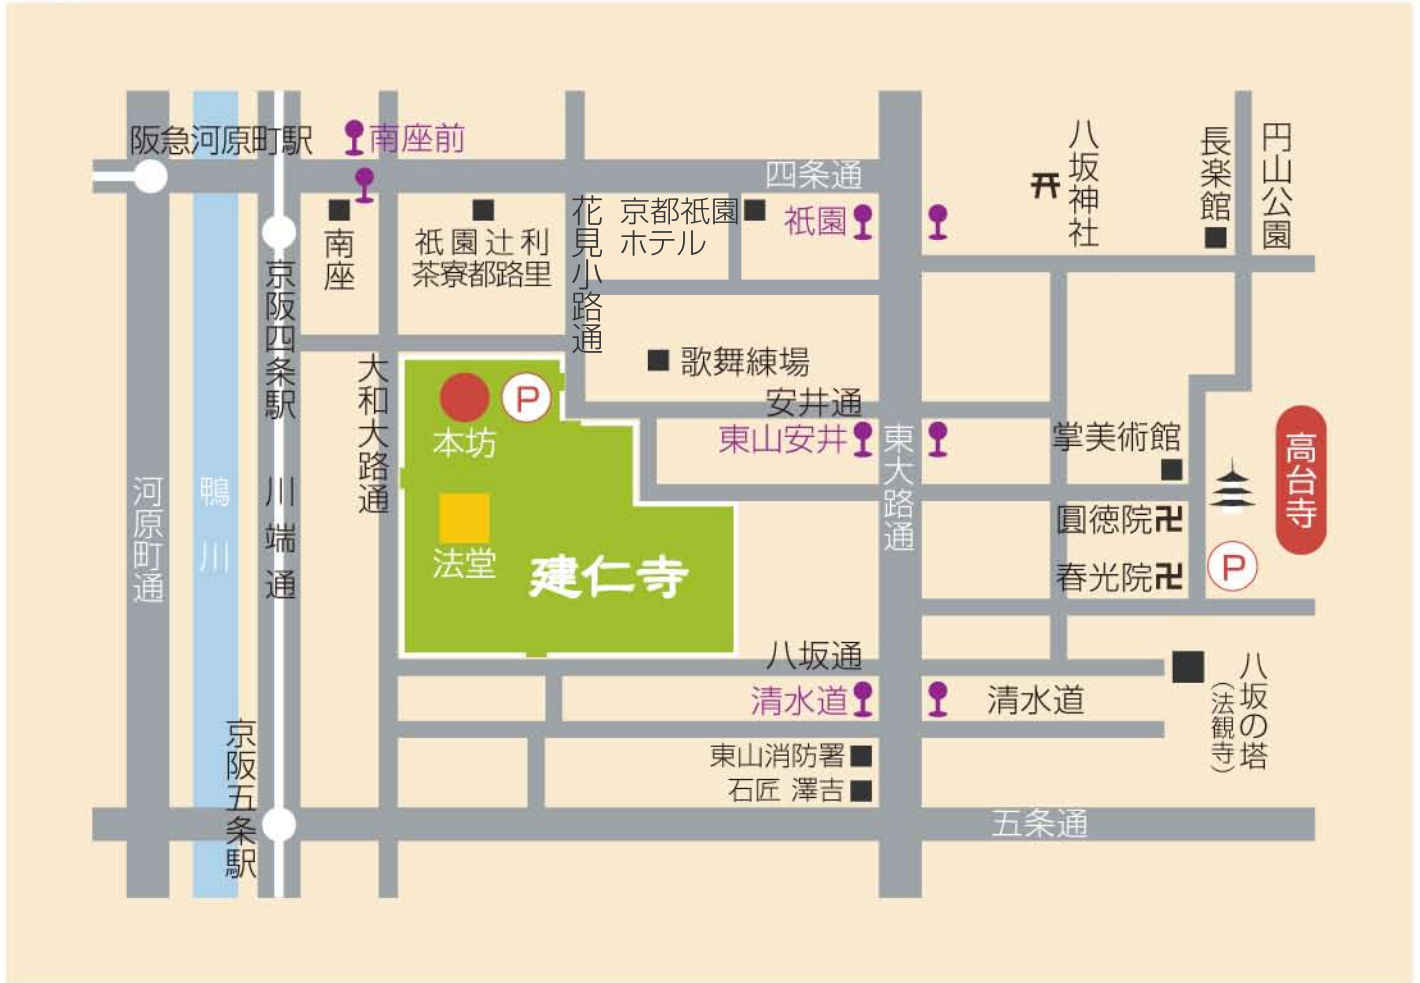 阪急河原町駅
南座前
四条通
八坂神社
長楽館
円山公園
南座
祇園辻利
茶寮都路里
花見小路通
京都祇園
ホテル
祇園
京阪四条駅
大和大路通
歌舞練場
安井通
東山安井
東大路通
掌美術館
高台寺
P
本坊
河原町通
鴨川
川端通
法堂
建仁寺
圓徳院
春光院
P
八坂通
清水道
清水道
八坂の塔
(法観寺)
京阪五条駅
東山消防署
石匠 澤吉
五条通